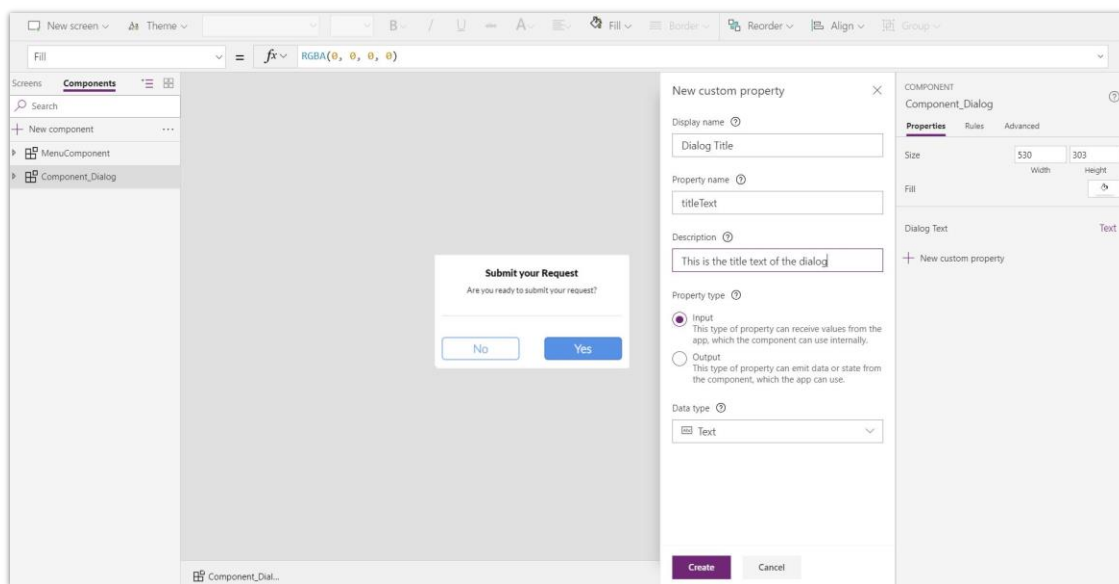 New screen
Theme
B
/
U
abc
A
Fill
Border
Reorder
Align
Group
Fill
=
fx
RGBA(0, 0, 0, 0)
Screens
Components
Search
New component
...
MenuComponent
Component_Dialog
Submit your Request
Are you ready to submit your request?
No
Yes
Component_Dial...
New custom property
Display name
Dialog Title
Property name
titleText
Description
This is the title text of the dialog
Property type
Input
This type of property can receive values from the
app, which the component can use internally.
Output
This type of property can emit data or state from
the component, which the app can use.
Data type
Text
Create
Cancel
COMPONENT
Component_Dialog
Properties
Rules
Advanced
Size
530
303
Width
Height
Fill
Dialog Text
Text
New custom property